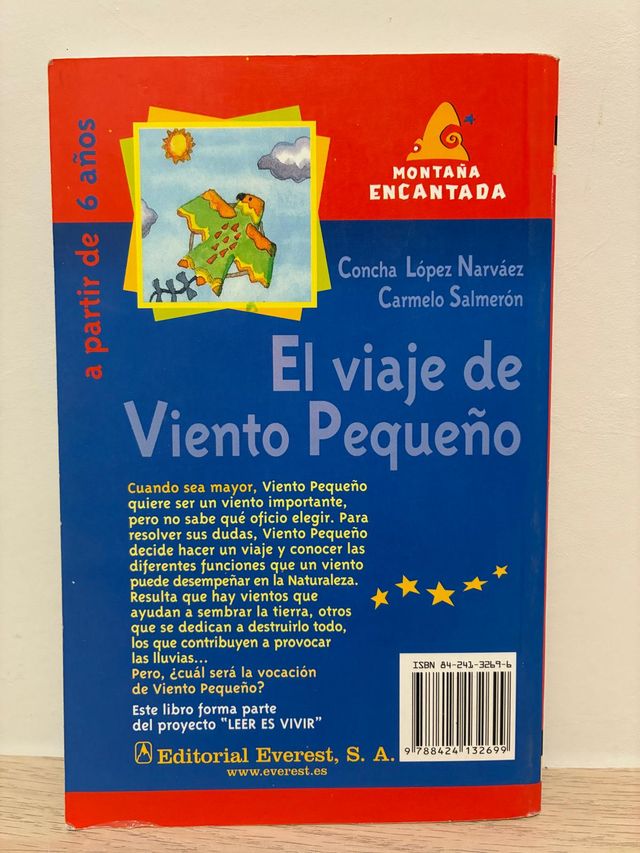 a partir de 6 años
MONTAÑA
ENCANTADA
Concha López Narváez
Carmelo Salmerón
El viaje de
Viento Pequeño
Cuando sea mayor, Viento Pequeño
quiere ser un viento importante,
pero no sabe qué oficio elegir. Para
resolver sus dudas, Viento Pequeño
decide hacer un viaje y conocer las
diferentes funciones que un viento
puede desempeñar en la Naturaleza.
Resulta que hay vientos que
ayudan a sembrar la tierra, otros
que se dedican a destruirlo todo,
los que contribuyen a provocar
las lluvias...
Pero, ¿cuál será la vocación
de Viento Pequeño?
Este libro forma parte
del proyecto "LEER ES VIVIR"
ISBN 84-241-3269-6
9 788424 132699
Editorial Everest, S. A.
www.everest.es